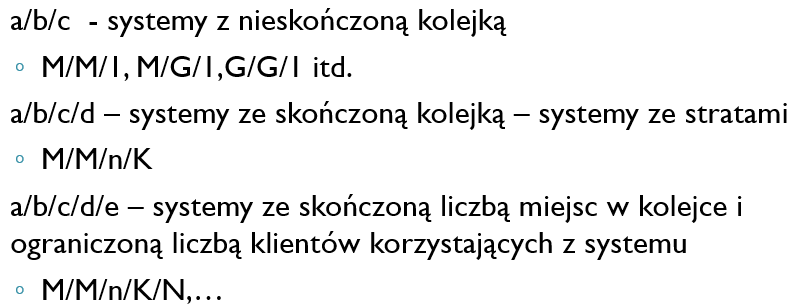 a/b/c - systemy z nieskończoną kolejką
◦ M/M/1, M/G/1,G/G/1 itd.
a/b/c/d – systemy ze skończoną kolejką – systemy ze stratami
◦ M/M/n/K
a/b/c/d/e – systemy ze skończoną liczbą miejsc w kolejce i
ograniczoną liczbą klientów korzystających z systemu
◦ M/M/n/K/N,…